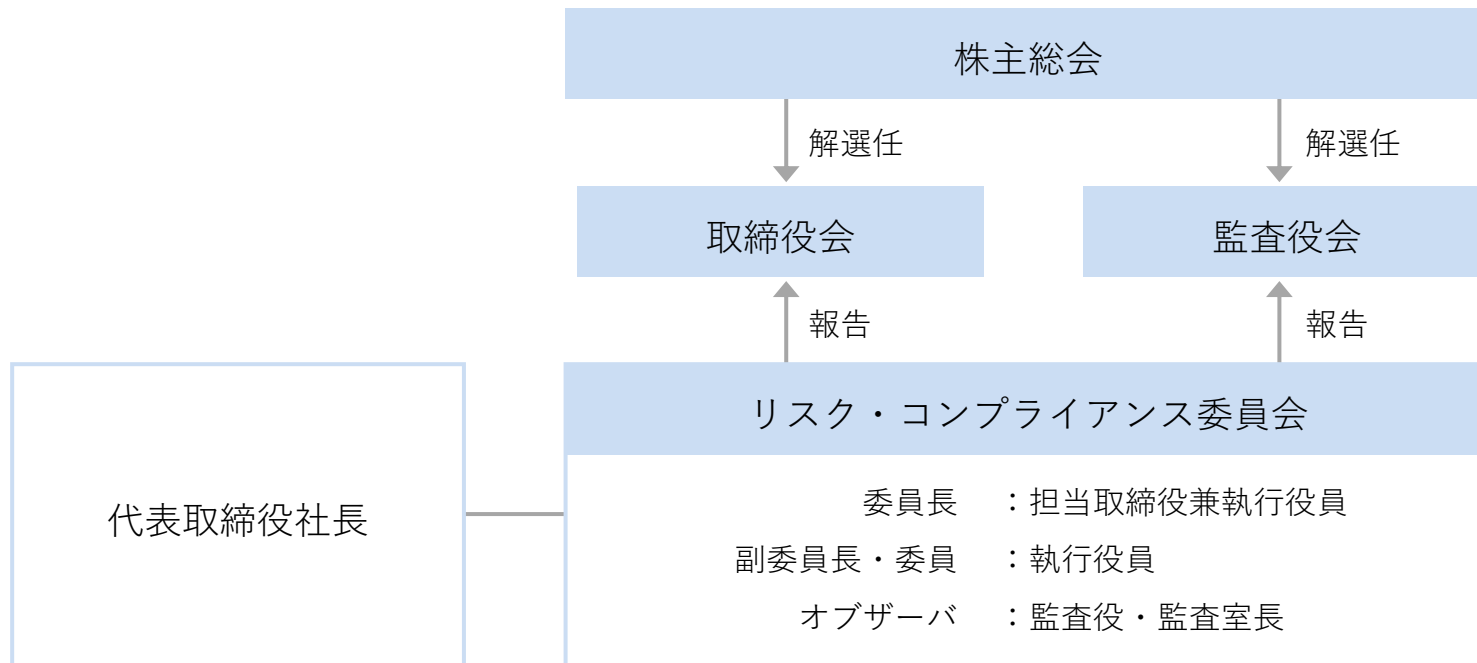 株主総会
解選任
解選任
取締役会
監査役会
報告
報告
リスク・コンプライアンス委員会
代表取締役社長
委員長 ：担当取締役兼執行役員
副委員長・委員 ：執行役員
オブザーバ ：監査役・監査室長